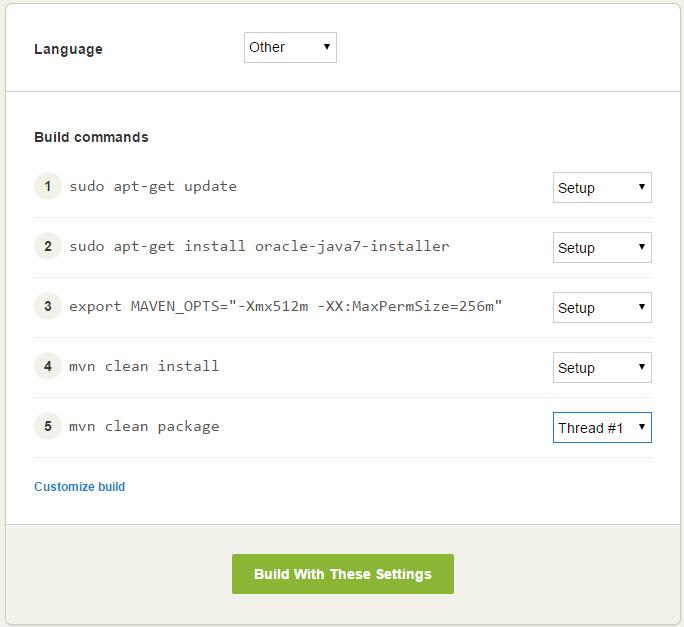 Language Other
Build commands
1 sudo apt-get update Setup
2 sudo apt-get install oracle-java7-installer Setup
3 export MAVEN_OPTS="-Xmx512m -XX:MaxPermSize=256m" Setup
4 mvn clean install Setup
5 mvn clean package Thread #1
Customize build
Build With These Settings